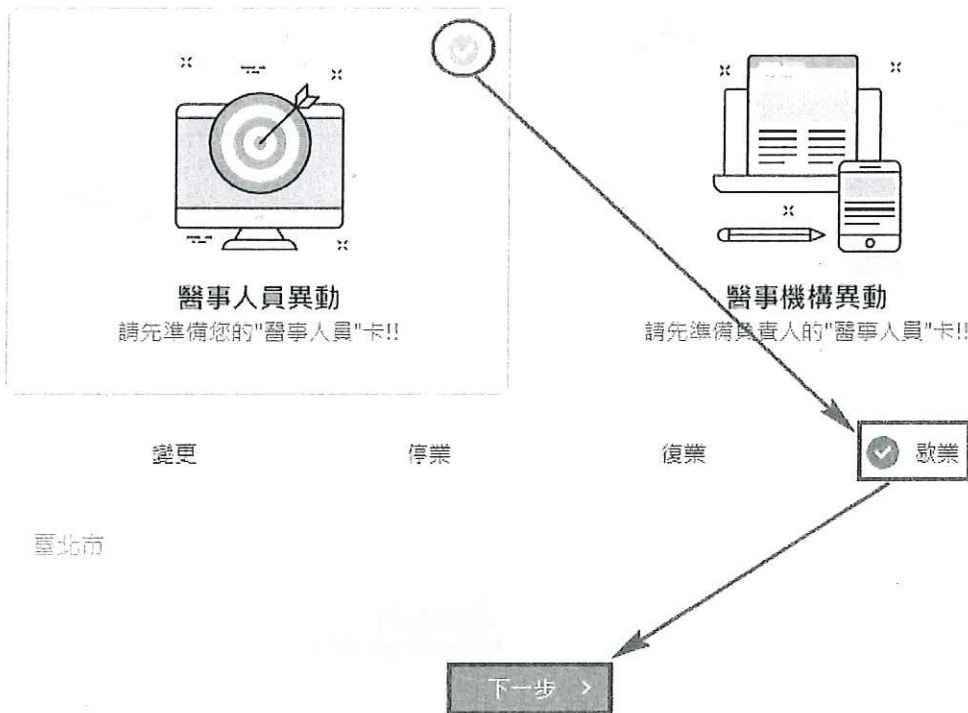 醫事人員異動
請先準備您的"醫事人員"卡!!
醫事機構異動
請先準備負責人的"醫事人員"卡!!
變更
停業
復業
歇業
臺北市
下一步 >